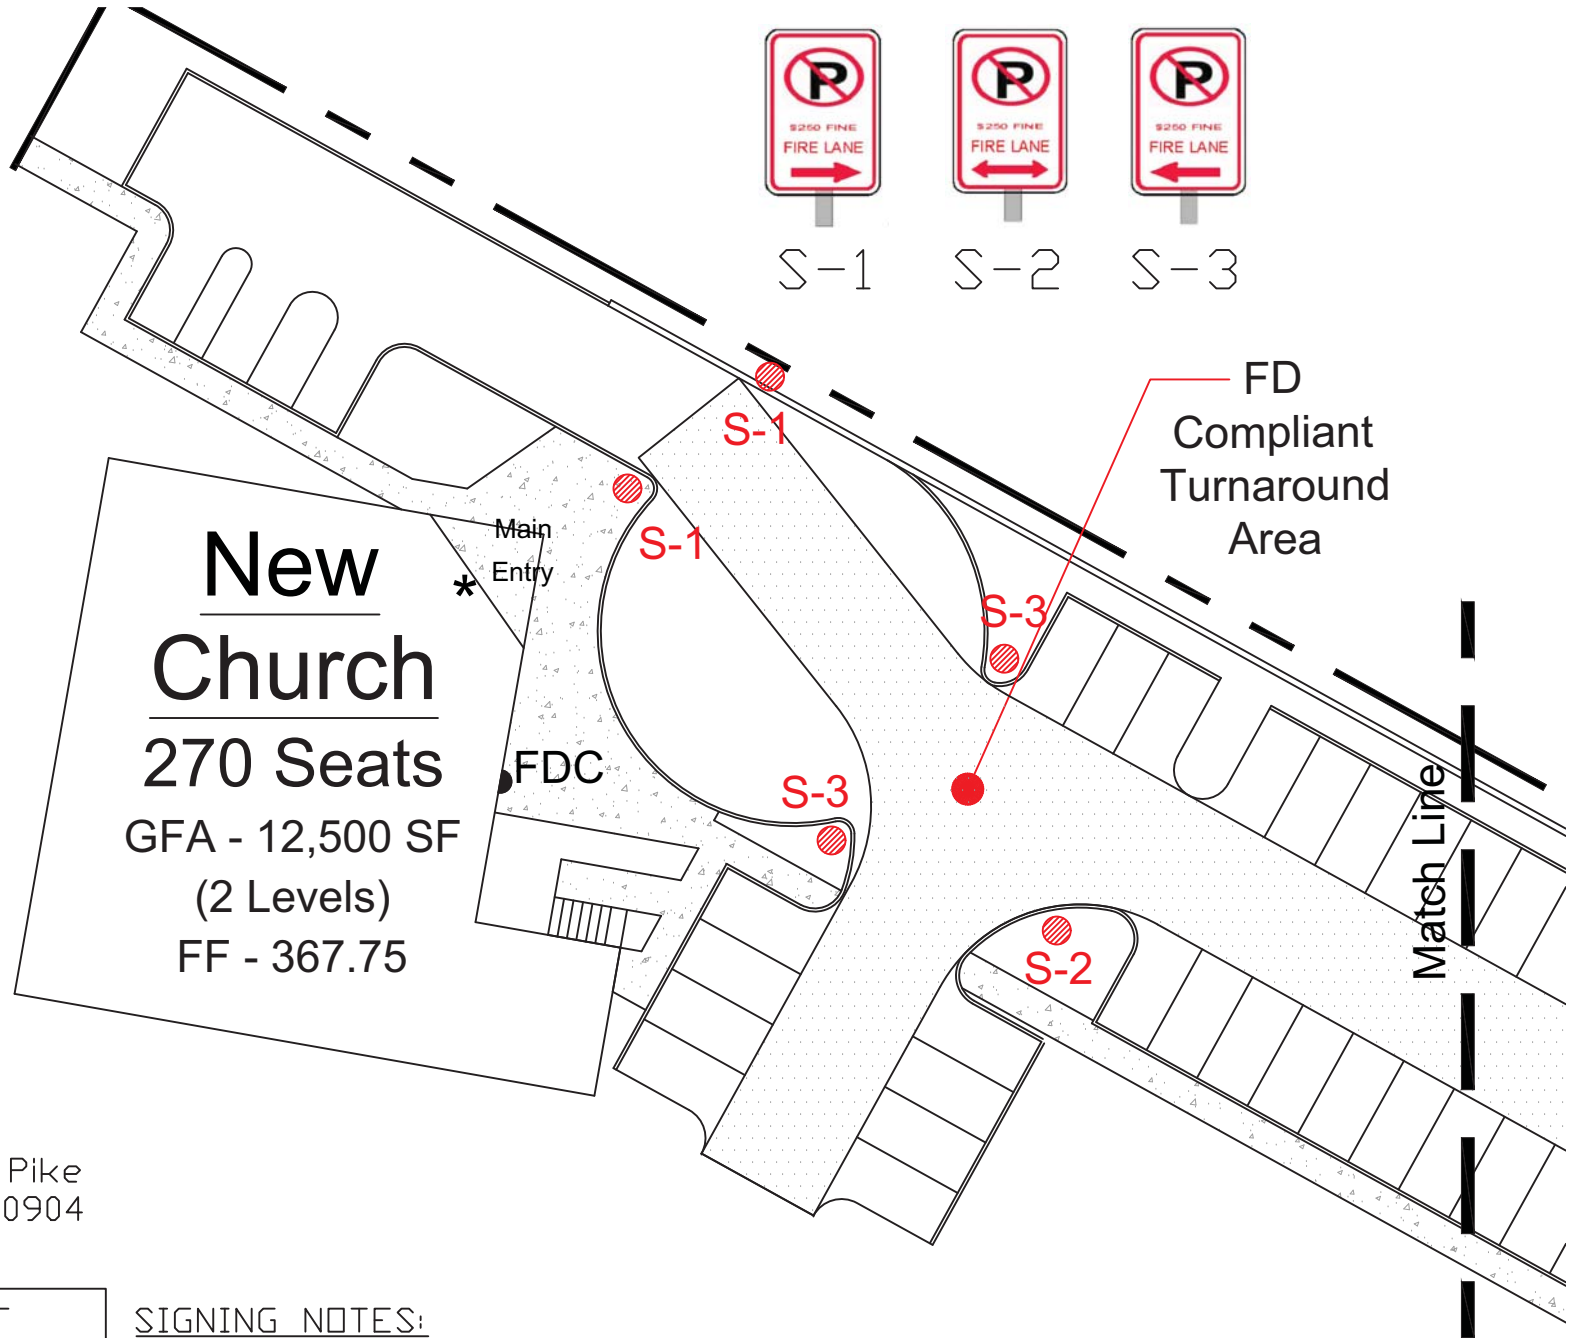 P
$250 FINE
FIRE LANE
P
$250 FINE
FIRE LANE
P
$250 FINE
FIRE LANE
S-1
S-2
S-3
FD
Compliant
Turnaround
Area
S-1
S-1
S-3
S-3
S-2
Main
Entry
*
New
Church
270 Seats
GFA - 12,500 SF
(2 Levels)
FF - 367.75
FDC
Match Line
Pike
0904
SIGNING NOTES: